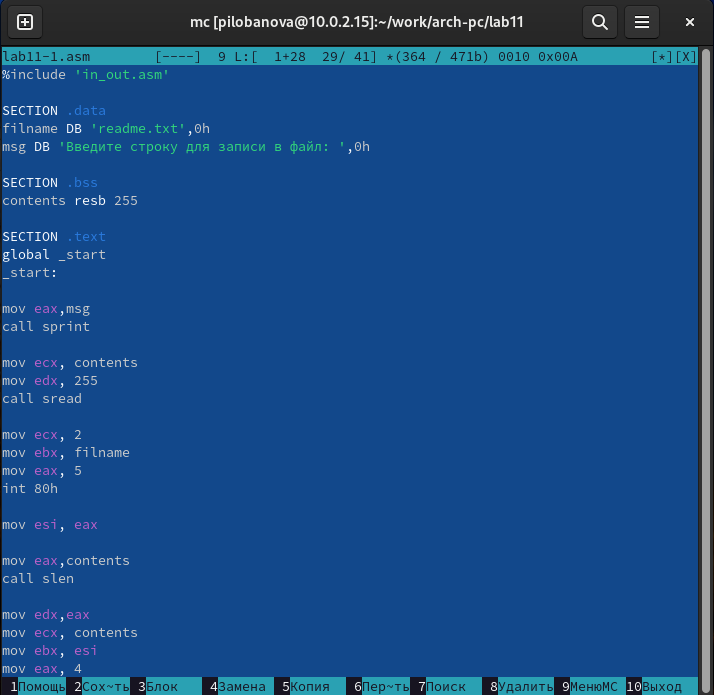 mc [pilobanova@10.0.2.15]:~/work/arch-pc/lab11
lab11-1.asm [----] 9 L:[ 1+28 29/ 41] *(364 / 471b) 0010 0x00A [*][X]
%include 'in_out.asm'
SECTION .data
filname DB 'readme.txt',0h
msg DB 'Введите строку для записи в файл: ',0h
SECTION .bss
contents resb 255
SECTION .text
global _start
_start:
mov eax,msg
call sprint
mov ecx, contents
mov edx, 255
call sread
mov ecx, 2
mov ebx, filname
mov eax, 5
int 80h
mov esi, eax
mov eax,contents
call slen
mov edx,eax
mov ecx, contents
mov ebx, esi
mov eax, 4
1Помощь 2Сох~ть 3Блок 4Замена 5Копия 6Пер~ть 7Поиск 8Удалить 9МенюМС 10Выход